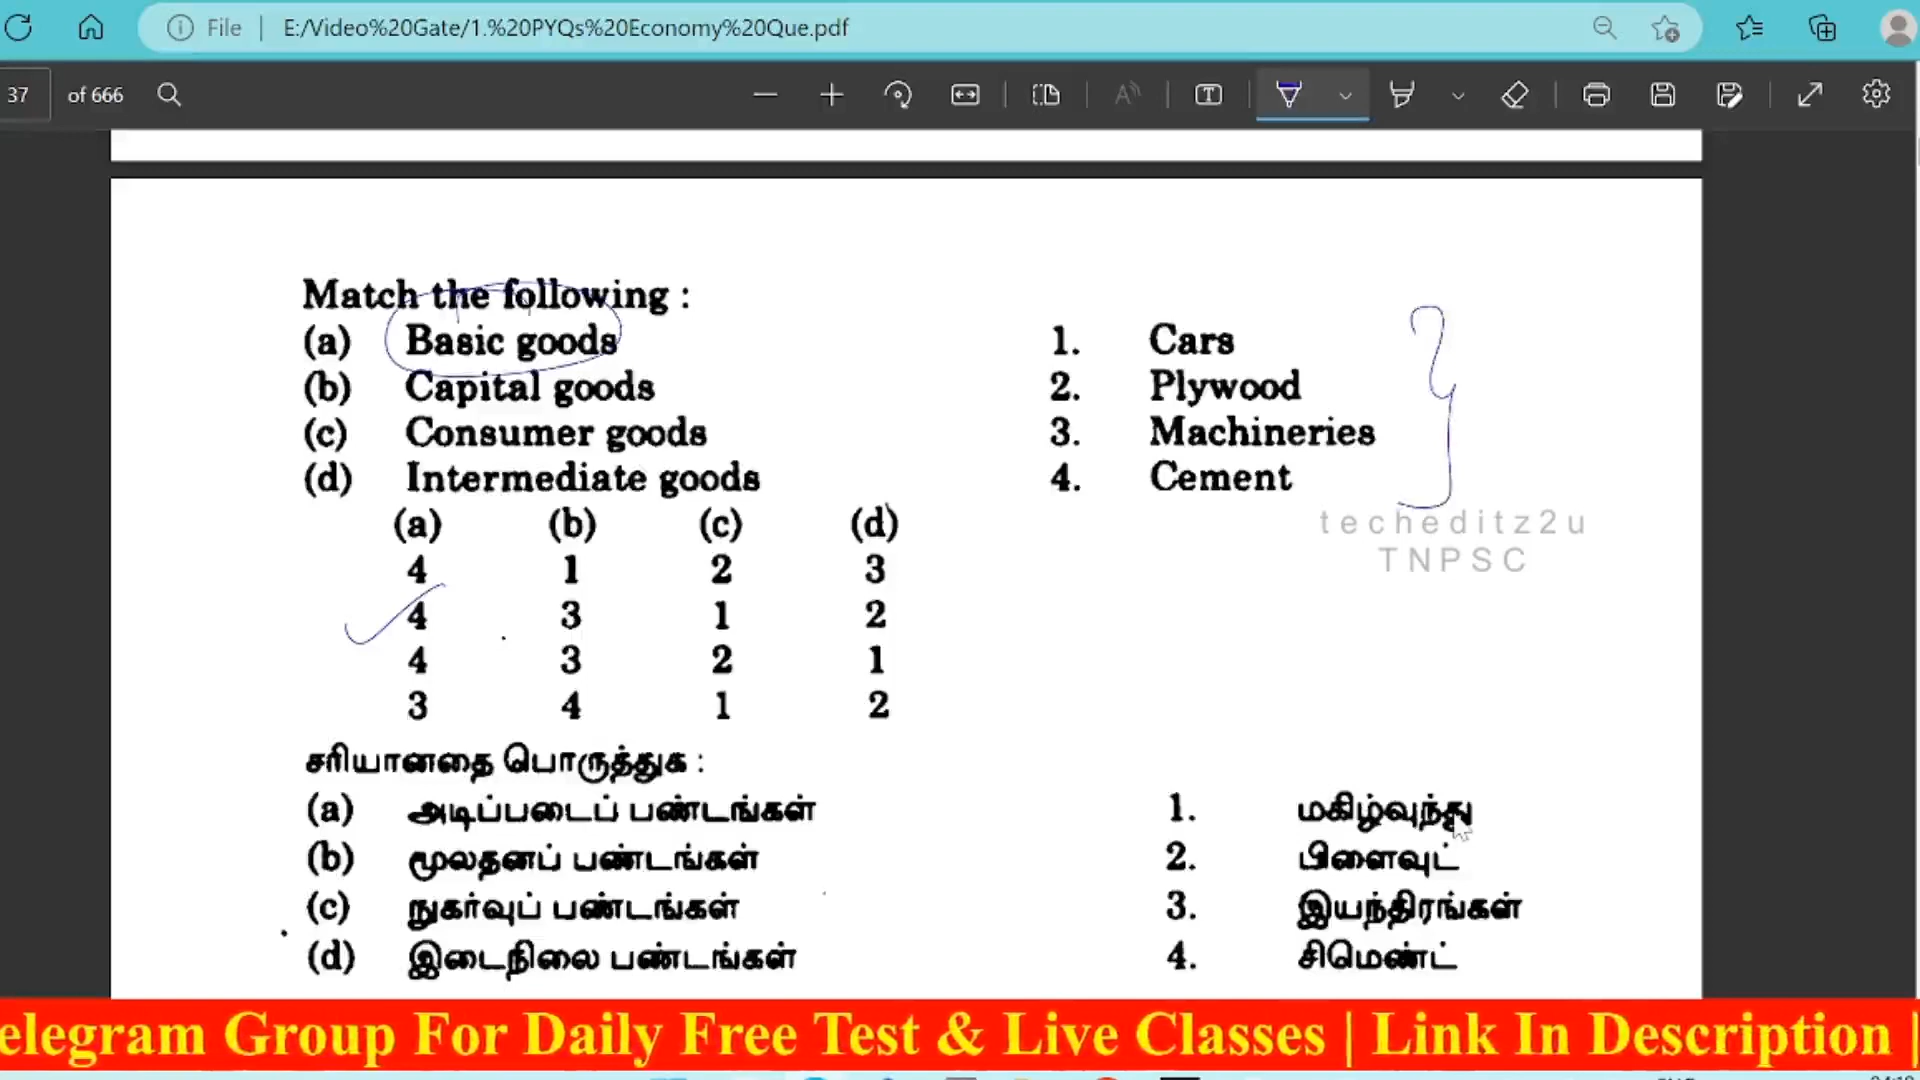 File | E:/Video%20Gate/1.%20PYQs%20Economy%20Que.pdf
37 of 666
Match the following :
(a) Basic goods 1. Cars
(b) Capital goods 2. Plywood
(c) Consumer goods 3. Machineries
(d) Intermediate goods 4. Cement
(a) (b) (c) (d)
techeditz2u
TNPSC
4 1 2 3
4 3 1 2
4 3 2 1
3 4 1 2
சரியானதை பொருத்துக :
(a) அடிப்படைப் பண்டங்கள் 1. மகிழ்வுந்து
(b) மூலதனப் பண்டங்கள் 2. பிளைவுட்
(c) நுகர்வுப் பண்டங்கள் 3. இயந்திரங்கள்
(d) இடைநிலை பண்டங்கள் 4. சிமெண்ட்
elegram Group For Daily Free Test & Live Classes | Link In Description |